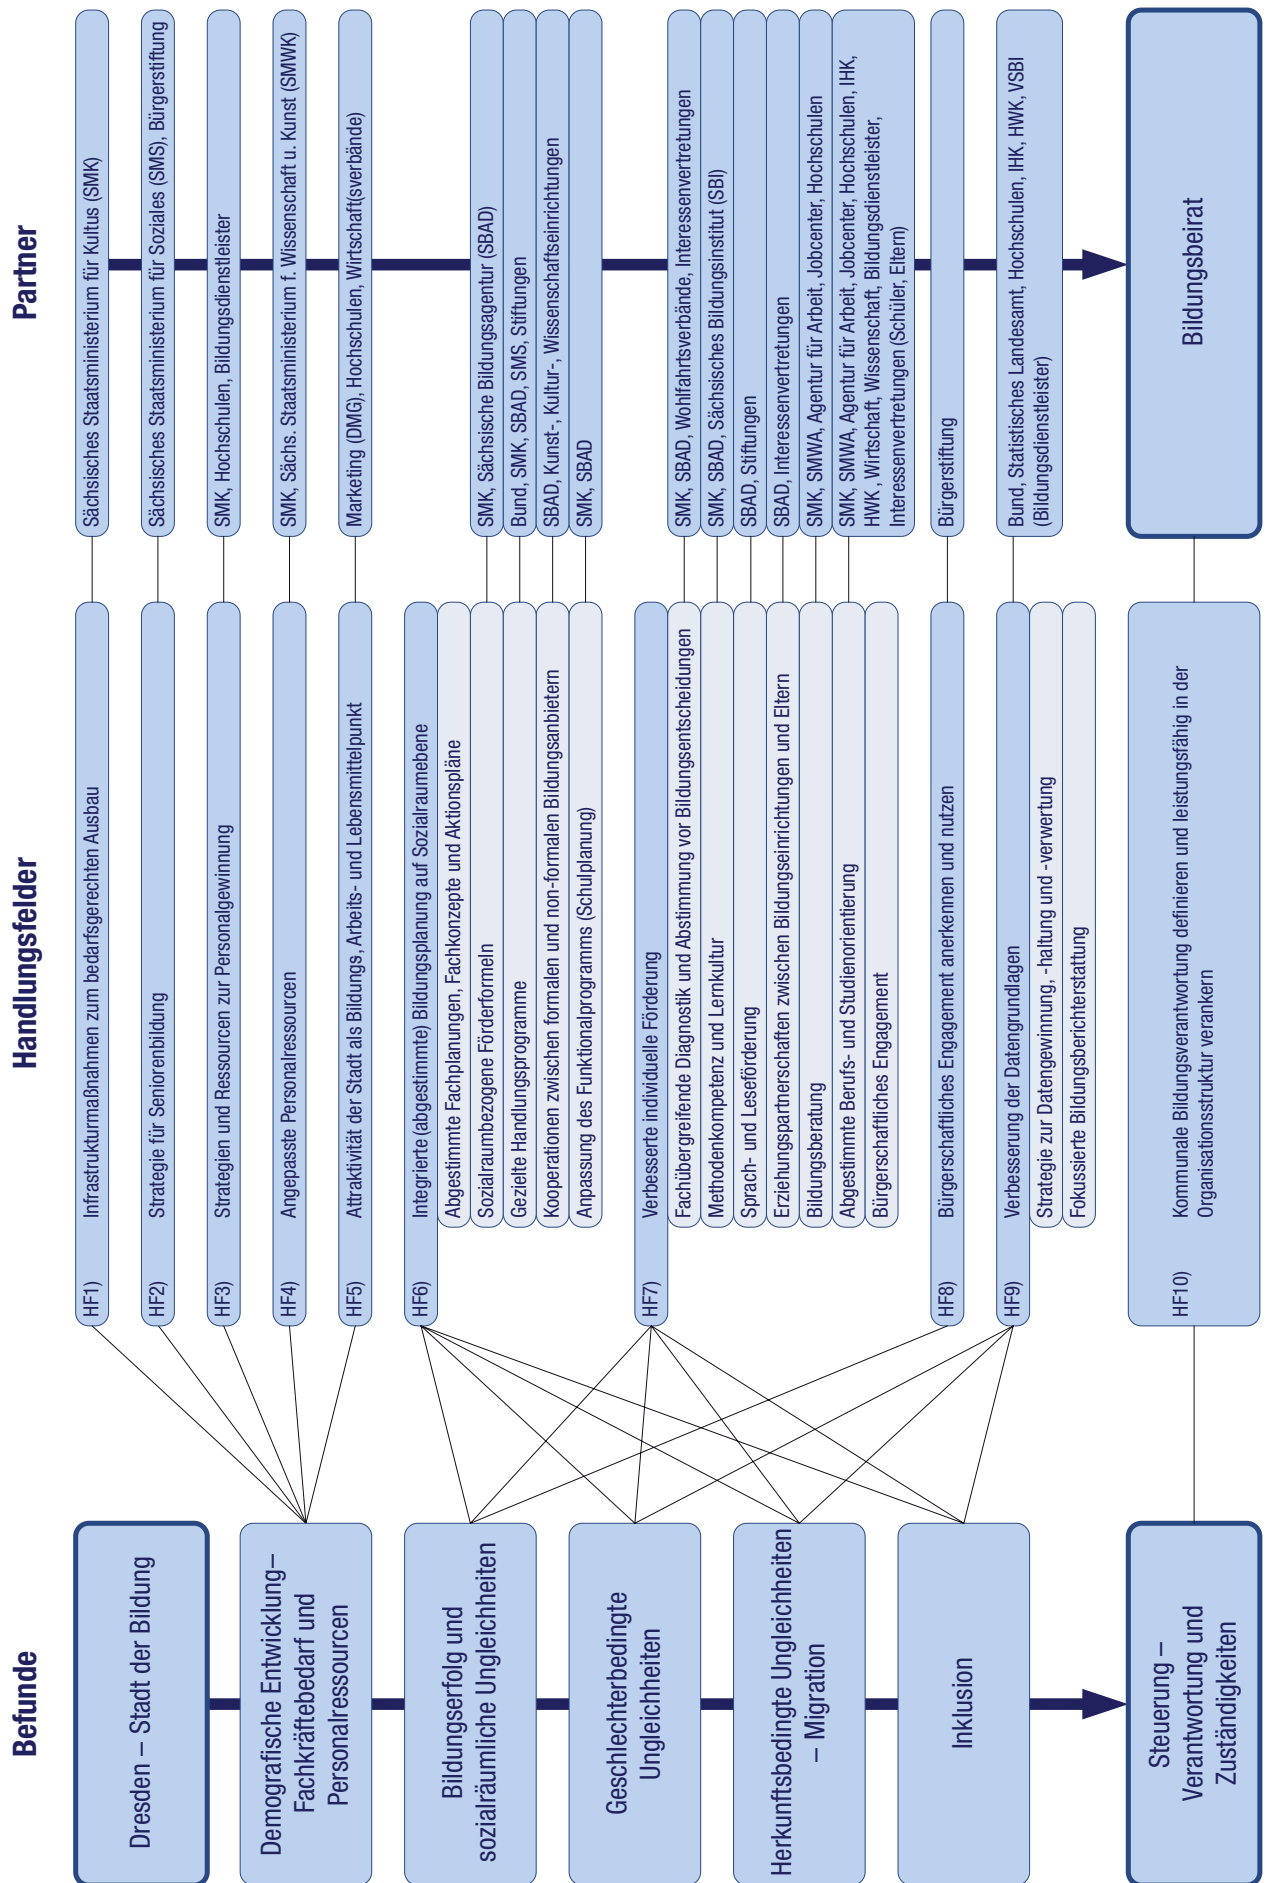 Befunde
Dresden – Stadt der Bildung
Demografische Entwicklung–
Fachkräftebedarf und
Personalressourcen
Bildungserfolg und
sozialräumliche Ungleichheiten
Geschlechterbedingte
Ungleichheiten
Herkunftsbedingte Ungleichheiten
– Migration
Inklusion
Steuerung –
Verantwortung und
Zuständigkeiten
Handlungsfelder
HF1) Infrastrukturmaßnahmen zum bedarfsgerechten Ausbau
HF2) Strategie für Seniorenbildung
HF3) Strategien und Ressourcen zur Personalgewinnung
HF4) Angepasste Personalressourcen
HF5) Attraktivität der Stadt als Bildungs, Arbeits- und Lebensmittelpunkt
HF6) Integrierte (abgestimmte) Bildungsplanung auf Sozialraumebene
Abgestimmte Fachplanungen, Fachkonzepte und Aktionspläne
Sozialraumbezogene Förderformeln
Gezielte Handlungsprogramme
Kooperationen zwischen formalen und non-formalen Bildungsanbietern
Anpassung des Funktionalprogramms (Schulplanung)
HF7) Verbesserte individuelle Förderung
Fachübergreifende Diagnostik und Abstimmung vor Bildungsentscheidungen
Methodenkompetenz und Lernkultur
Sprach- und Leseförderung
Erziehungspartnerschaften zwischen Bildungseinrichtungen und Eltern
Bildungsberatung
Abgestimmte Berufs- und Studienorientierung
Bürgerschaftliches Engagement
HF8) Bürgerschaftliches Engagement anerkennen und nutzen
HF9) Verbesserung der Datengrundlagen
Strategie zur Datengewinnung, -haltung und -verwertung
Fokussierte Bildungsberichterstattung
HF10) Kommunale Bildungsverantwortung definieren und leistungsfähig in der
Organisationsstruktur verankern
Partner
Sächsisches Staatsministerium für Kultus (SMK)
Sächsisches Staatsministerium für Soziales (SMS), Bürgerstiftung
SMK, Hochschulen, Bildungsdienstleister
SMK, Sächs. Staatsministerium f. Wissenschaft u. Kunst (SMWK)
Marketing (DMG), Hochschulen, Wirtschaft(sverbände)
SMK, Sächsische Bildungsagentur (SBAD)
Bund, SMK, SBAD, SMS, Stiftungen
SBAD, Kunst-, Kultur-, Wissenschaftseinrichtungen
SMK, SBAD
SMK, SBAD, Wohlfahrtsverbände, Interessenvertretungen
SMK, SBAD, Sächsisches Bildungsinstitut (SBI)
SBAD, Stiftungen
SBAD, Interessenvertretungen
SMK, SMWA, Agentur für Arbeit, Jobcenter, Hochschulen
SMK, SMWA, Agentur für Arbeit, Jobcenter, Hochschulen, IHK,
HWK , Wirtschaft, Wissenschaft, Bildungsdienstleister,
Interessenvertretungen (Schüler, Eltern)
Bürgerstiftung
Bund, Statistisches Landesamt, Hochschulen, IHK, HWK, VSBI
(Bildungsdienstleister)
Bildungsbeirat